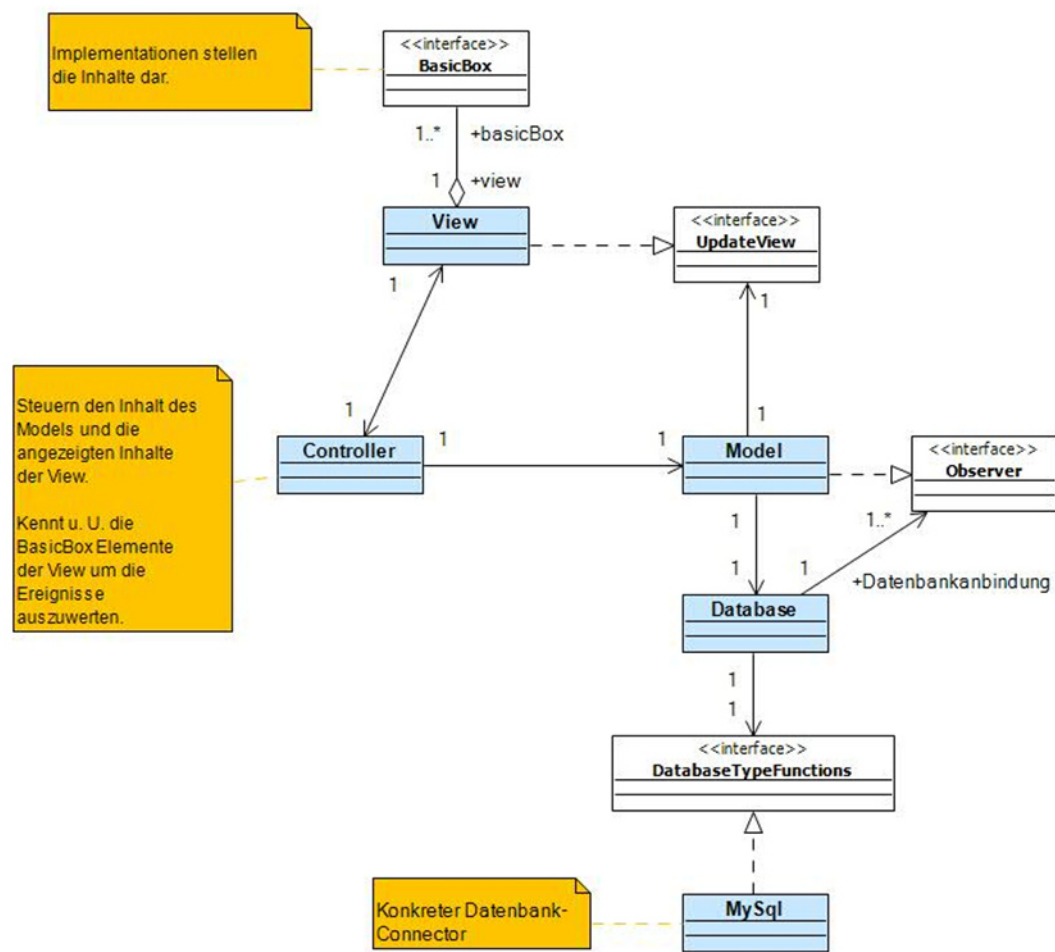 Implementationen stellen
die Inhalte dar.
<<interface>>
BasicBox
1..* +basicBox
1 +view
View
<<interface>>
UpdateView
1
1
Steuern den Inhalt des
Models und die
angezeigten Inhalte
der View.
Kennt u. U. die
BasicBox Elemente
der View um die
Ereignisse
auszuwerten.
1
1
Controller
1
1
Model
<<interface>>
Observer
1
1..*
1
1
+Datenbankanbindung
Database
1
1
<<interface>>
DatabaseTypeFunctions
Konkreter Datenbank-
Connector
MySql